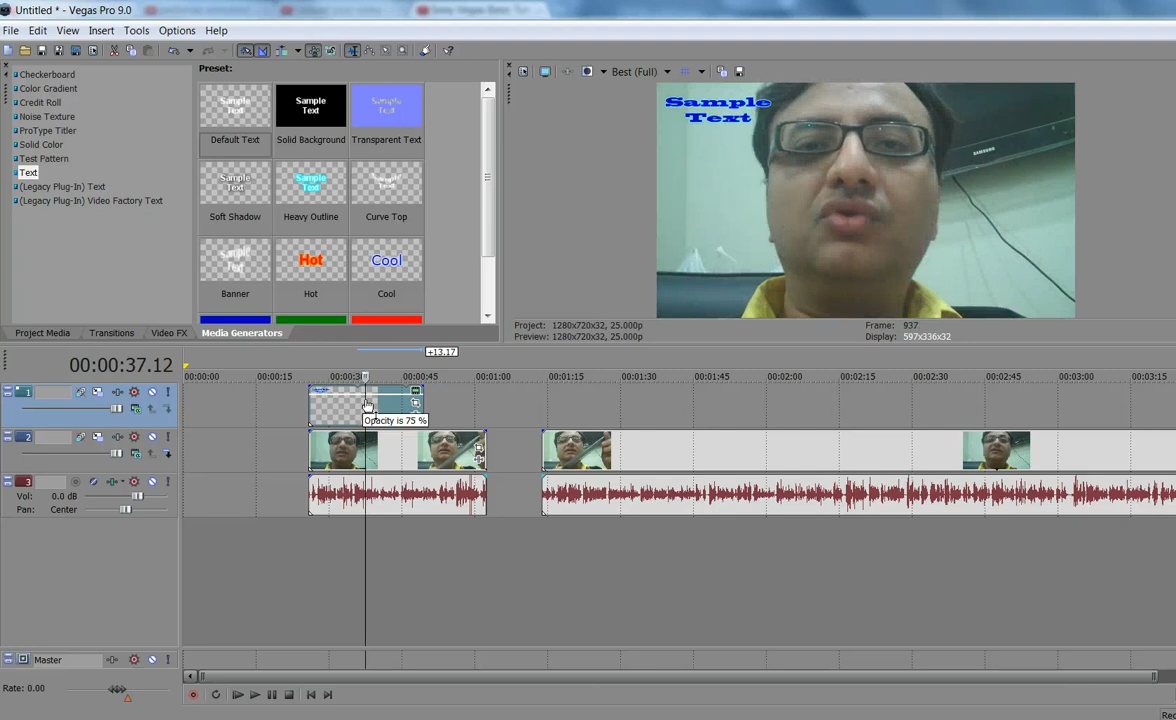 Untitled * - Vegas Pro 9.0
File Edit View Insert Tools Options Help
Checkerboard
Color Gradient
Credit Roll
Noise Texture
ProType Titler
Solid Color
Test Pattern
Text
(Legacy Plug-In) Text
(Legacy Plug-In) Video Factory Text
Preset:
Sample Text
Default Text
Sample Text
Solid Background
Sample Text
Transparent Text
Sample Text
Soft Shadow
Sample Text
Heavy Outline
Sample Text
Curve Top
Sample Text
Banner
Hot
Hot
Cool
Cool
Project Media Transitions Video FX Media Generators
Best (Full)
Sample
Text
SAMSUNG
Project: 1280x720x32, 25.000p
Preview: 1280x720x32, 25.000p
Frame: 937
Display: 597x336x32
00:00:37.12
+13.17
00:00:00 00:00:15 00:00:45 00:01:00 00:01:15 00:01:30 00:01:45 00:02:00 00:02:15 00:02:30 00:02:45 00:03:00 00:03:15
1
Opacity is 75 %
2
3
Vol: 0.0 dB
Pan: Center
Master
Rate: 0.00